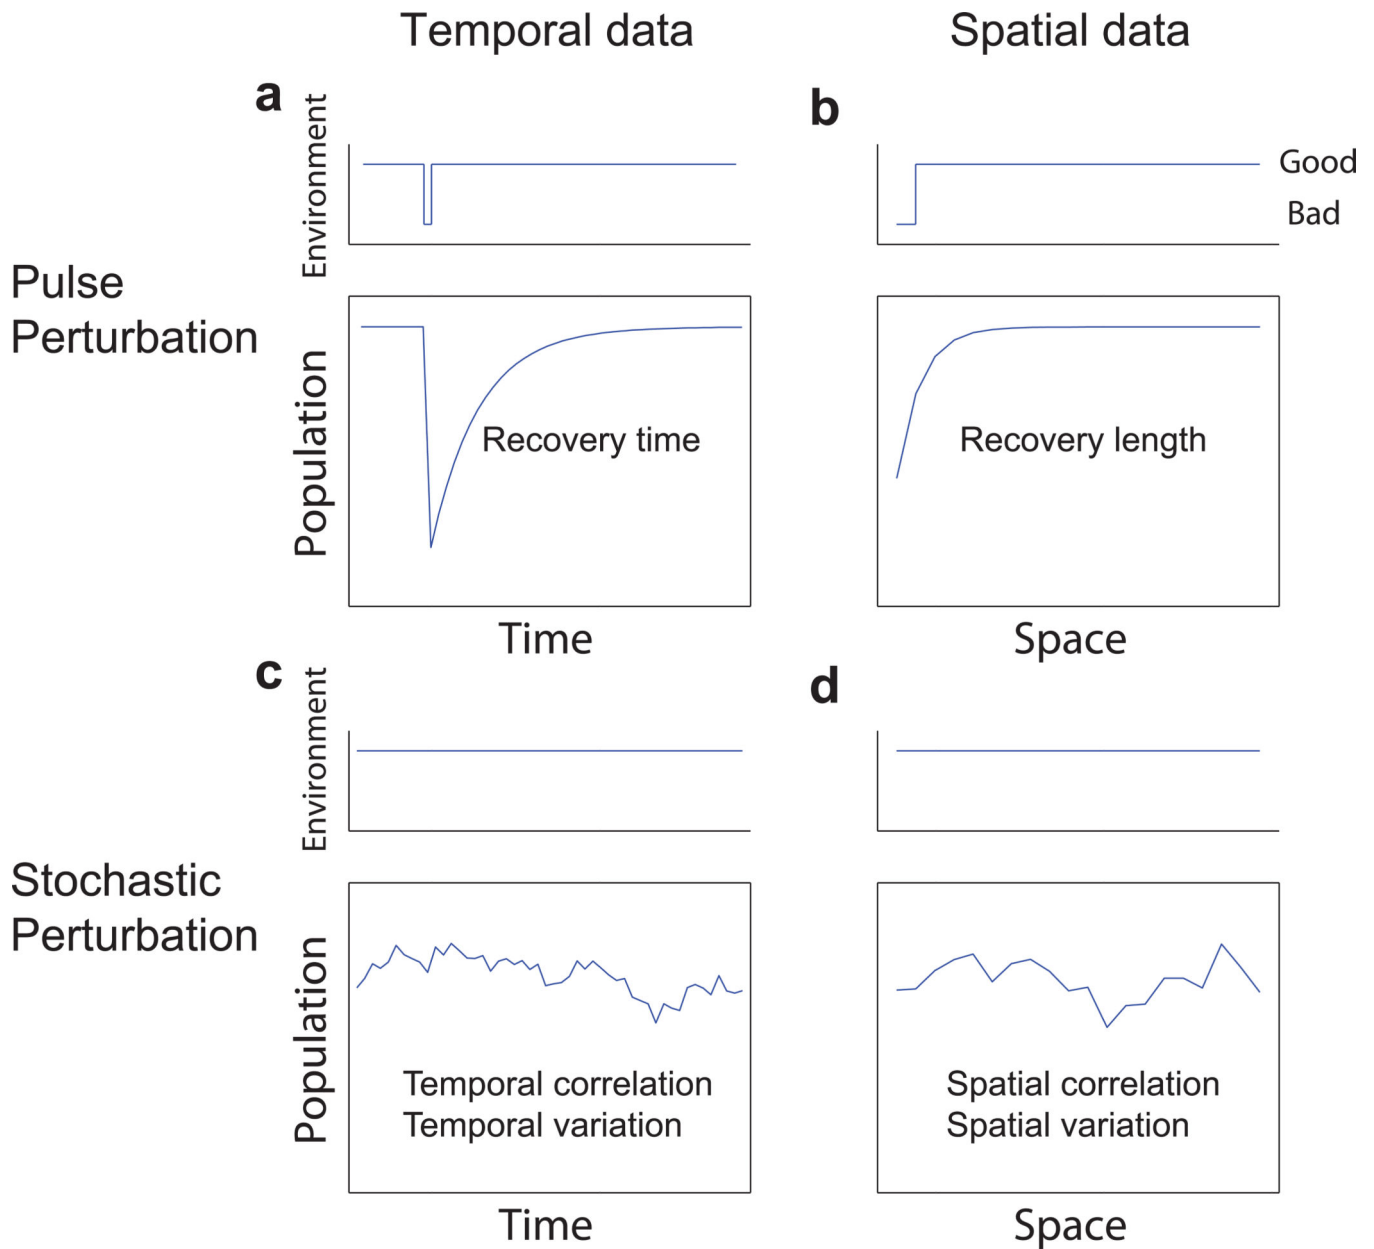 Temporal data
Spatial data
a
b
Environment
Good
Bad
Pulse
Perturbation
Population
Recovery time
Recovery length
Time
Space
c
d
Environment
Stochastic
Perturbation
Population
Temporal correlation
Temporal variation
Spatial correlation
Spatial variation
Time
Space